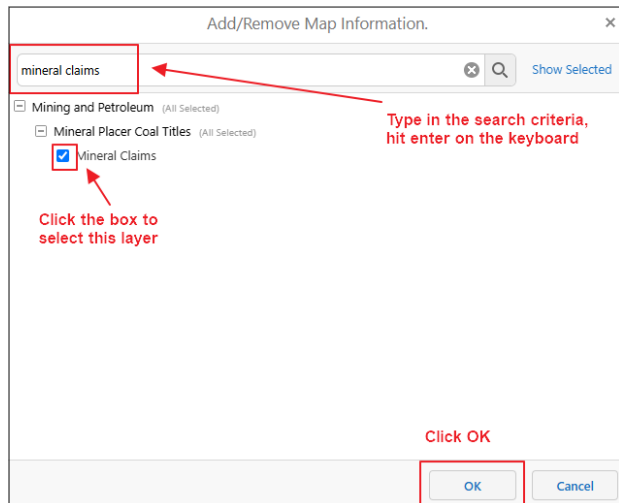 Add/Remove Map Information.
×
mineral claims
Show Selected
Mining and Petroleum (All Selected)
Type in the search criteria,
hit enter on the keyboard
Mineral Placer Coal Titles (All Selected)
Mineral Claims
Click the box to
select this layer
Click OK
OK
Cancel